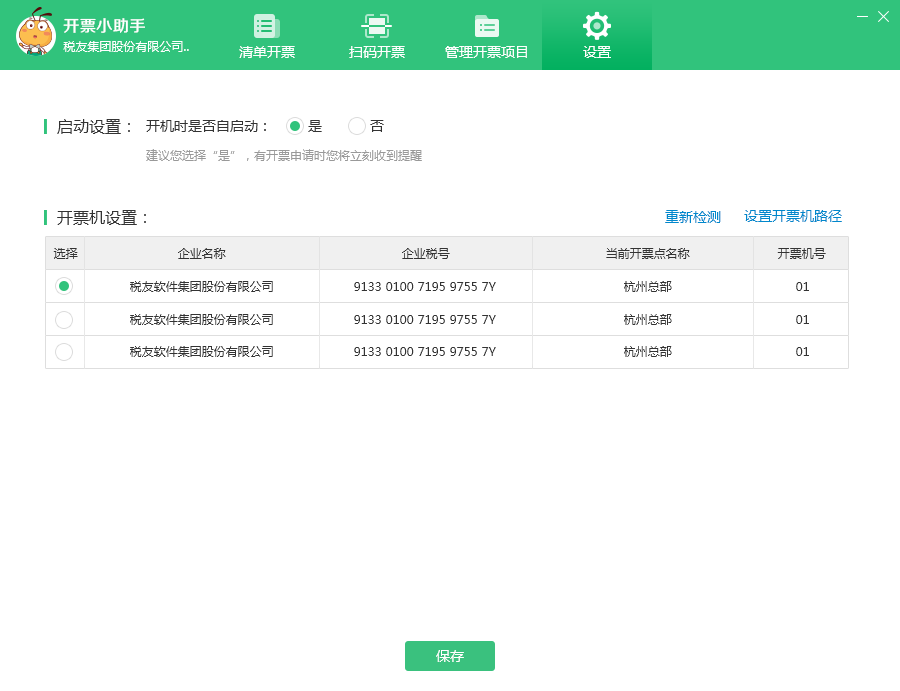 开票小助手
税友集团股份有限公司..
清单开票
扫码开票
管理开票项目
设置
启动设置： 开机时是否自启动： 是 否
建议您选择“是”，有开票申请时您将立刻收到提醒
开票机设置： 重新检测 设置开票机路径
选择 企业名称 企业税号 当前开票点名称 开票机号
税友软件集团股份有限公司 9133 0100 7195 9755 7Y 杭州总部 01
税友软件集团股份有限公司 9133 0100 7195 9755 7Y 杭州总部 01
税友软件集团股份有限公司 9133 0100 7195 9755 7Y 杭州总部 01
保存